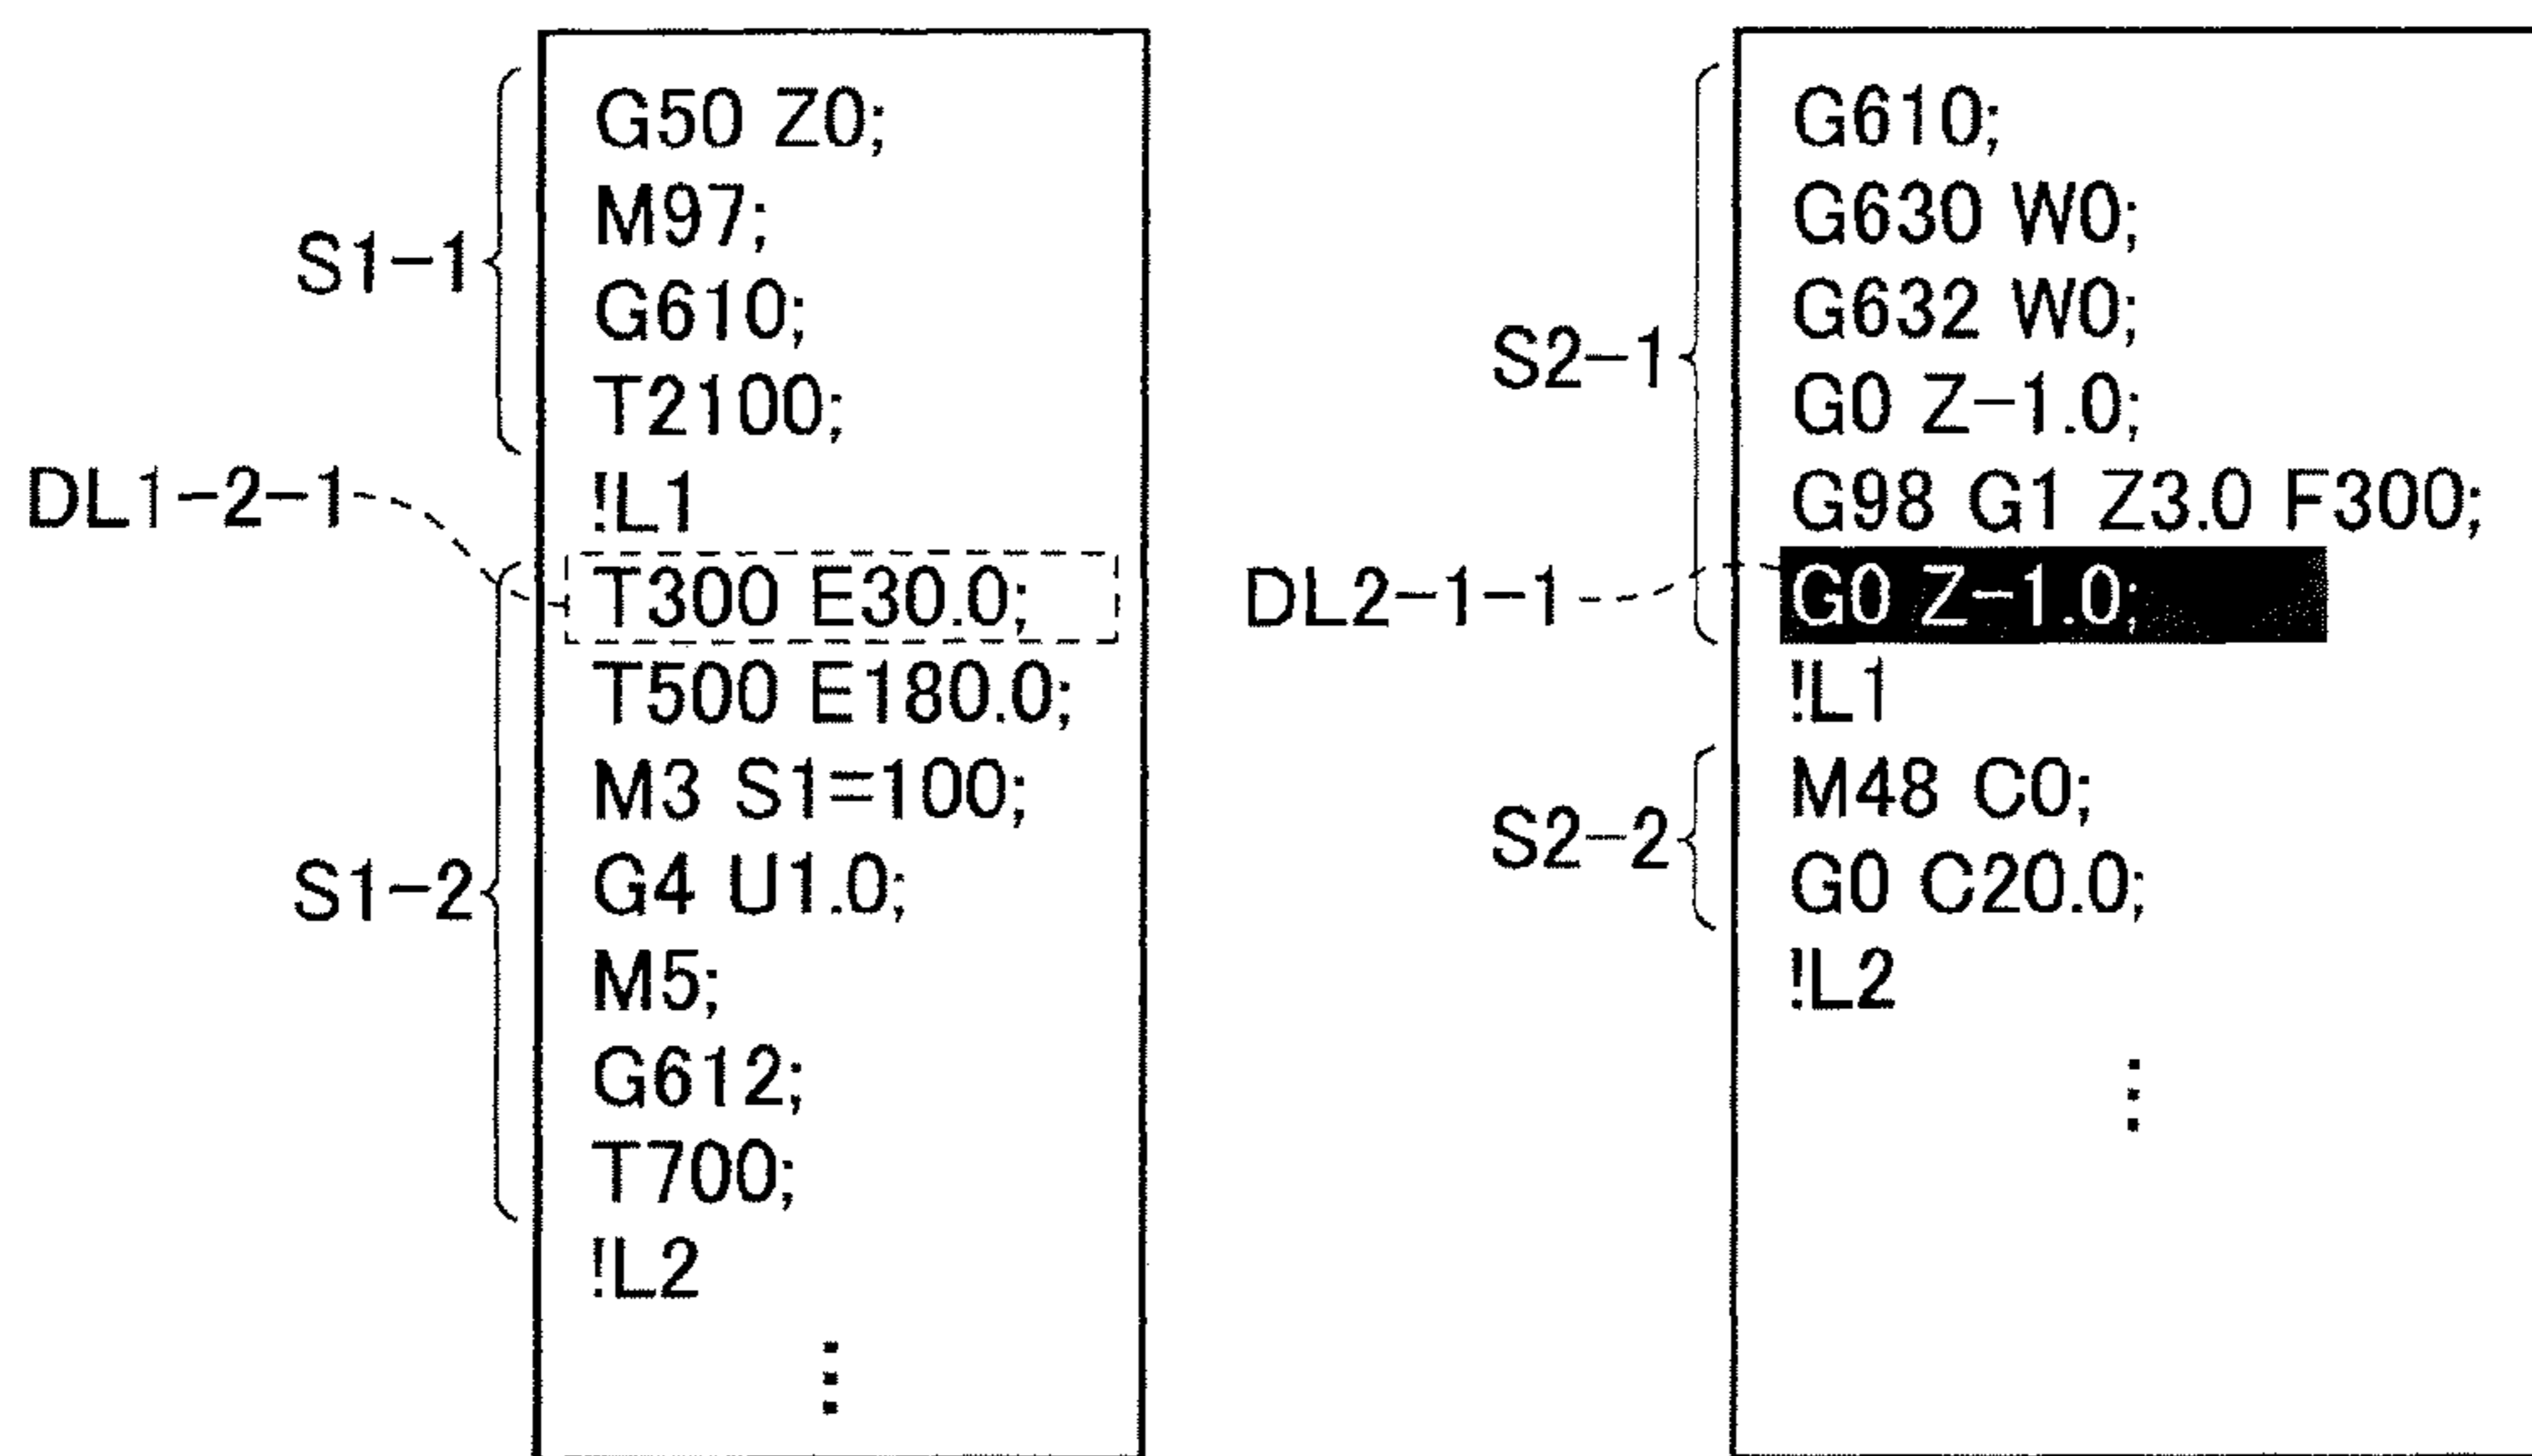 S1-1
G50 Z0;
M97;
G610;
T2100;
!L1
DL1-2-1
T300 E30.0;
T500 E180.0;
M3 S1=100;
G4 U1.0;
M5;
G612;
T700;
S1-2
!L2
S2-1
G610;
G630 W0;
G632 W0;
G0 Z-1.0;
G98 G1 Z3.0 F300;
DL2-1-1
G0 Z-1.0;
!L1
S2-2
M48 C0;
G0 C20.0;
!L2